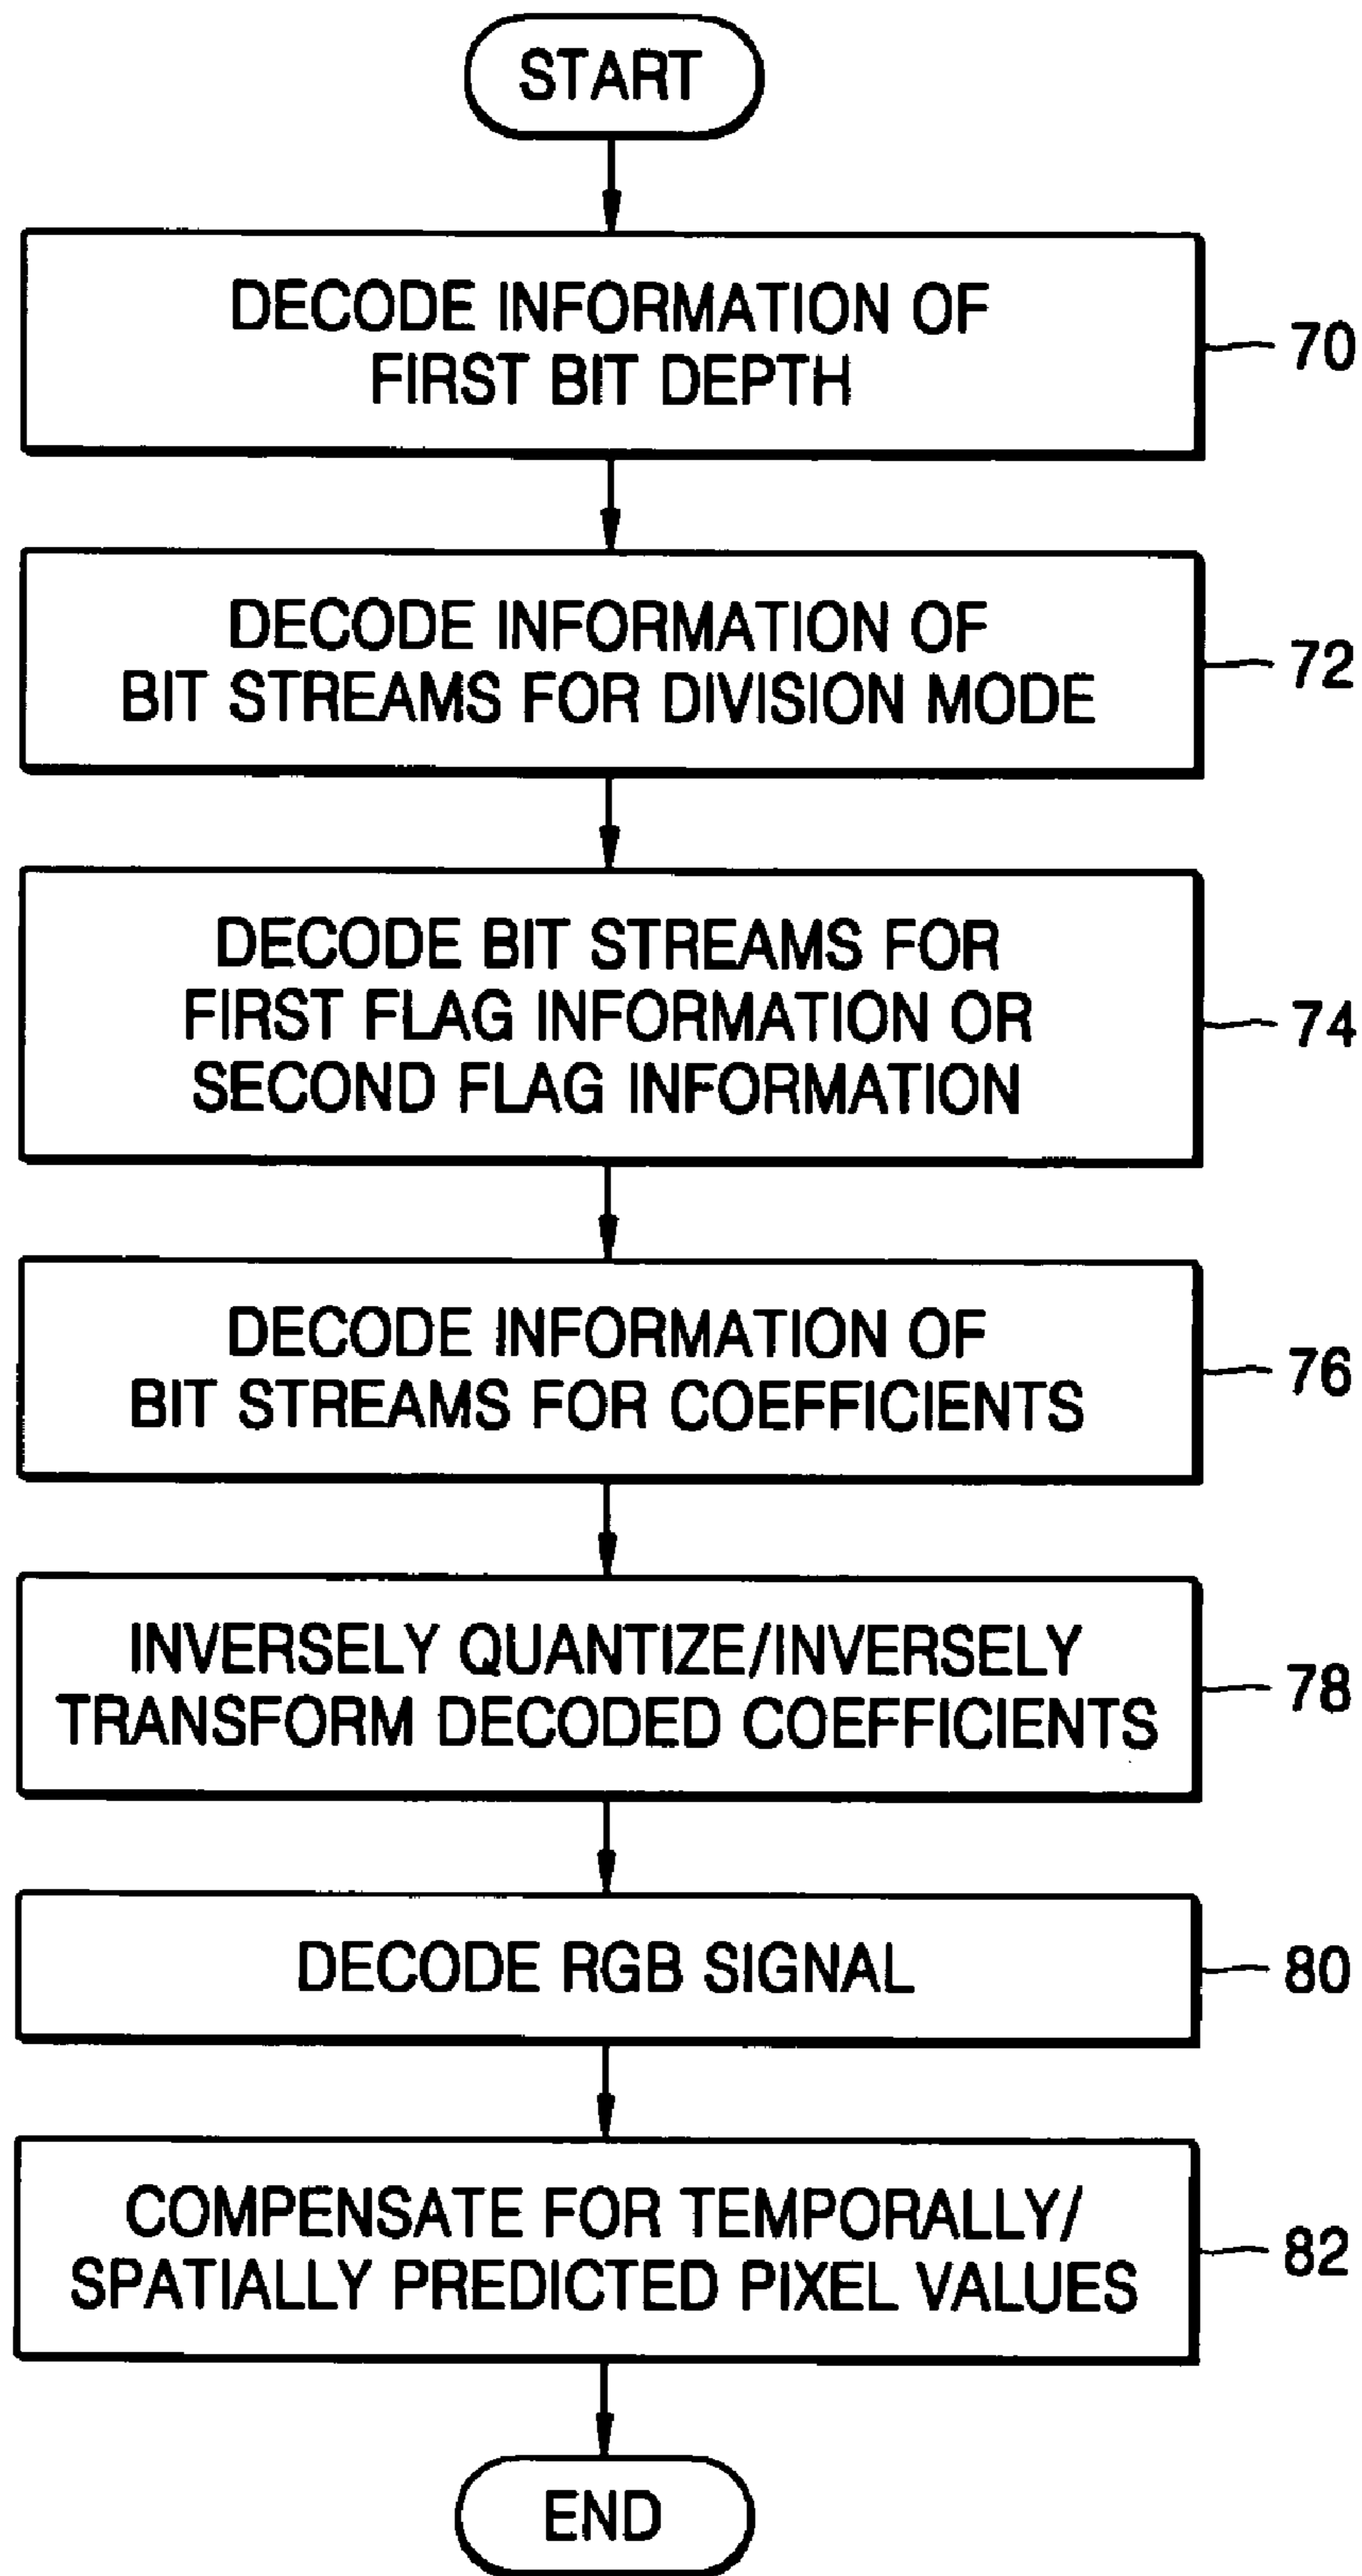 START
DECODE INFORMATION OF
FIRST BIT DEPTH
70
DECODE INFORMATION OF
BIT STREAMS FOR DIVISION MODE
72
DECODE BIT STREAMS FOR
FIRST FLAG INFORMATION OR
SECOND FLAG INFORMATION
74
DECODE INFORMATION OF
BIT STREAMS FOR COEFFICIENTS
76
INVERSELY QUANTIZE/INVERSELY
TRANSFORM DECODED COEFFICIENTS
78
DECODE RGB SIGNAL
80
COMPENSATE FOR TEMPORALLY/
SPATIALLY PREDICTED PIXEL VALUES
82
END